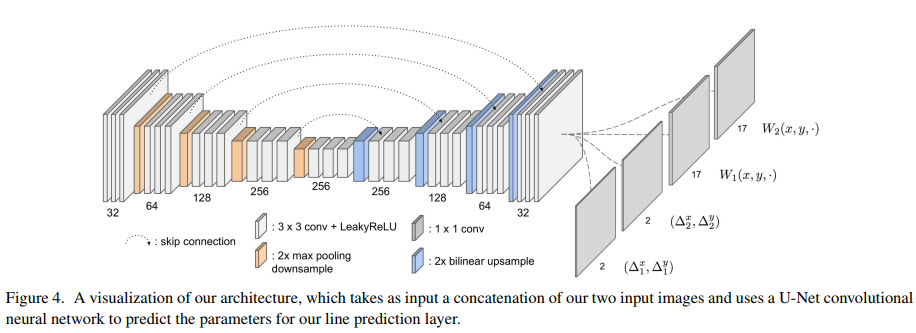 32
64
128
256
256
256
128
64
32
17 W₂(x, y, ·)
17 W₁(x, y, ·)
2 (Δ₂ˣ, Δ₂ʸ)
2 (Δ₁ˣ, Δ₁ʸ)
: skip connection
: 3 x 3 conv + LeakyReLU
: 2x max pooling
downsample
: 1 x 1 conv
: 2x bilinear upsample
Figure 4. A visualization of our architecture, which takes as input a concatenation of our two input images and uses a U-Net convolutional
neural network to predict the parameters for our line prediction layer.